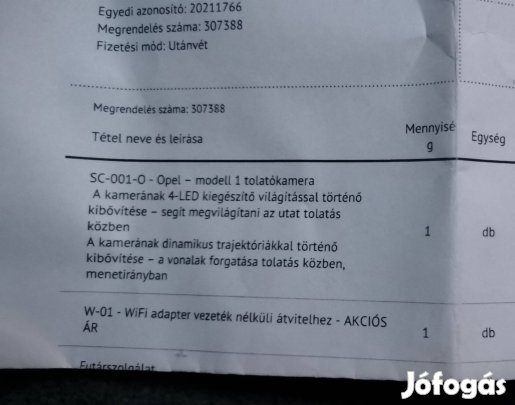 Egyedi azonosító: 20211766
Megrendelés száma: 307388
Fizetési mód: Utánvét
Megrendelés száma: 307388
Tétel neve és leírása
Mennyisé
g
Egység
SC-001-O - Opel – modell 1 tolatókamera
A kamerának 4-LED kiegészítő világítással történő
kibővítése – segít megvilágítani az utat tolatás
közben
A kamerának dinamikus trajektóriákkal történő
kibővítése – a vonalak forgatása tolatás közben,
menetirányban
1
db
W-01 - WiFi adapter vezeték nélküli átvitelhez - AKCIÓS
ÁR
1
db
Futárszolgálat
Jófogás